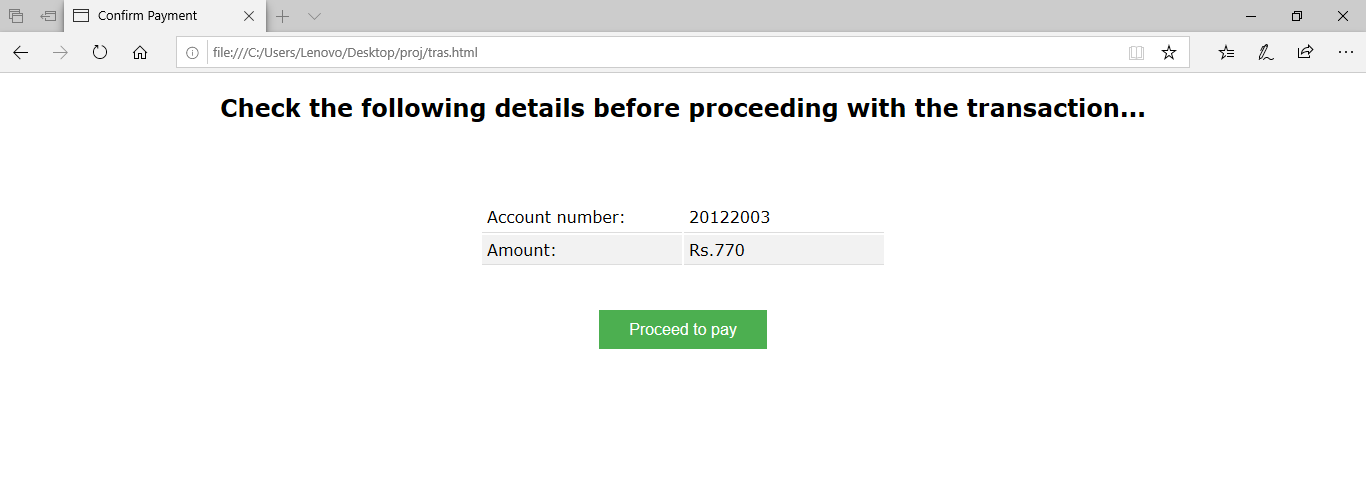 Confirm Payment
file:///C:/Users/Lenovo/Desktop/proj/tras.html
Check the following details before proceeding with the transaction...
Account number: 20122003
Amount: Rs.770
Proceed to pay